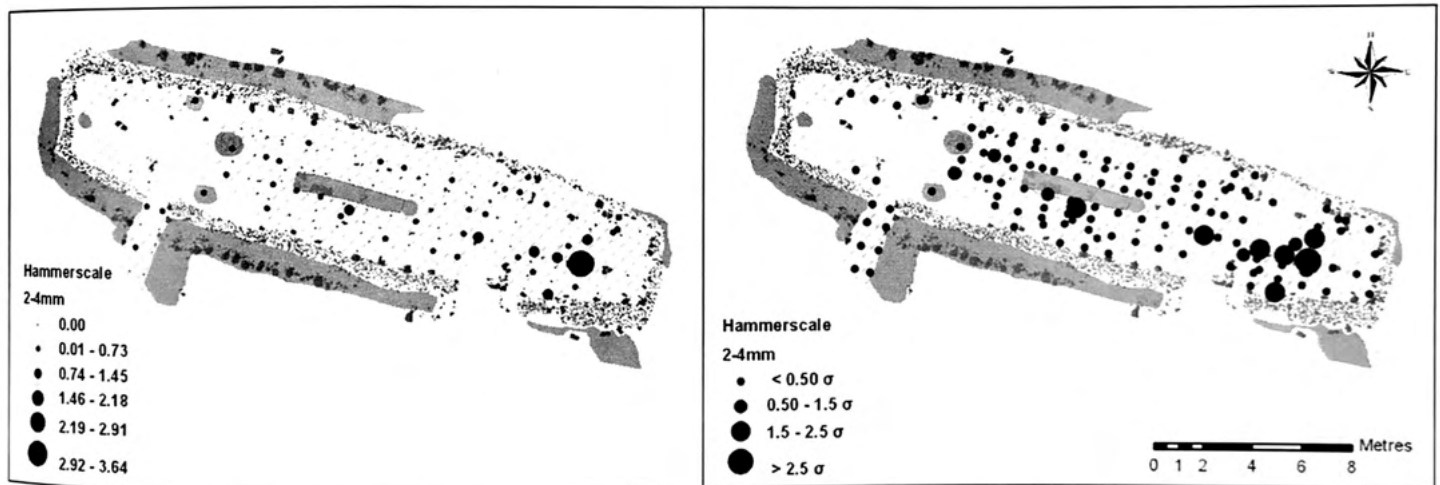 Hammerscale
2-4mm
0.00
0.01 - 0.73
0.74 - 1.45
1.46 - 2.18
2.19 - 2.91
2.92 - 3.64
Hammerscale
2-4mm
< 0.50 σ
0.50 - 1.5 σ
1.5 - 2.5 σ
> 2.5 σ
Metres
0 1 2 4 6 8